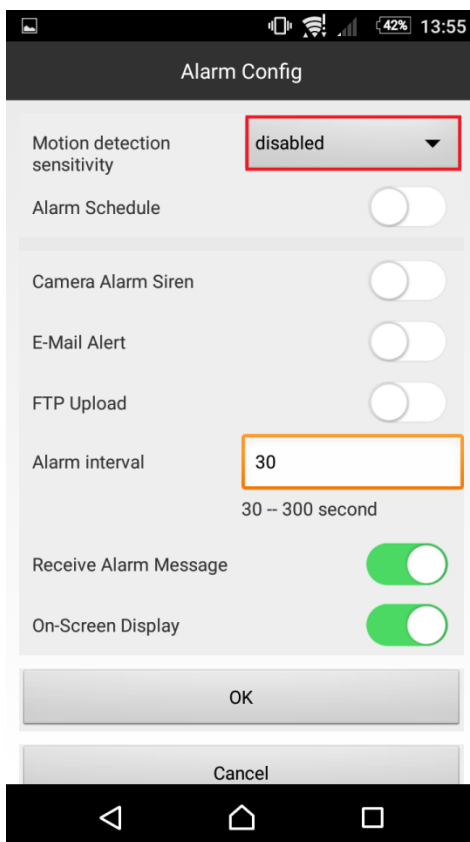 42% 13:55
Alarm Config
Motion detection
sensitivity
disabled
Alarm Schedule
Camera Alarm Siren
E-Mail Alert
FTP Upload
Alarm interval
30
30 -- 300 second
Receive Alarm Message
On-Screen Display
OK
Cancel